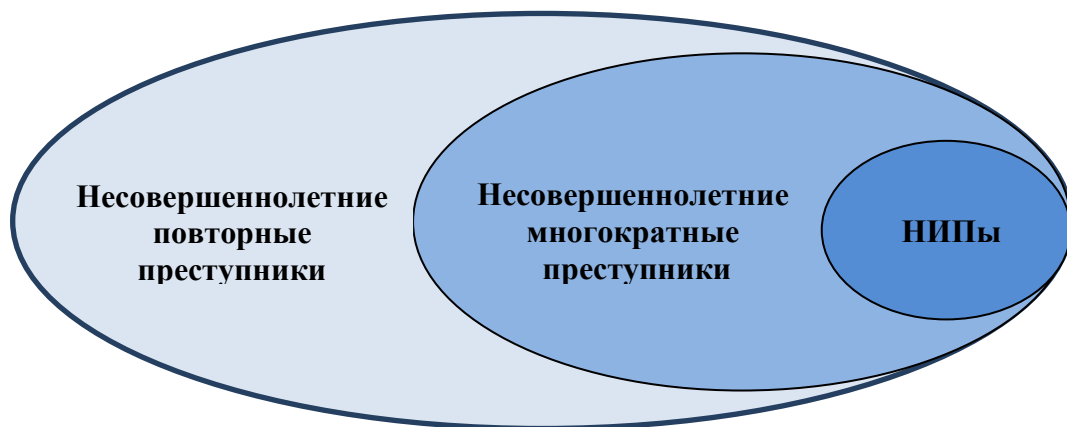 Несовершеннолетние
повторные
преступники
Несовершеннолетние
многократные
преступники
НИПы